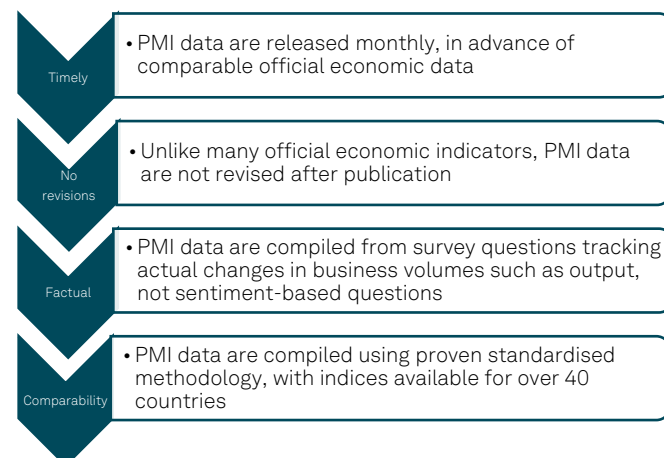 Timely
• PMI data are released monthly, in advance of
comparable official economic data
No
revisions
• Unlike many official economic indicators, PMI data
are not revised after publication
Factual
• PMI data are compiled from survey questions tracking
actual changes in business volumes such as output,
not sentiment-based questions
Comparability
• PMI data are compiled using proven standardised
methodology, with indices available for over 40
countries